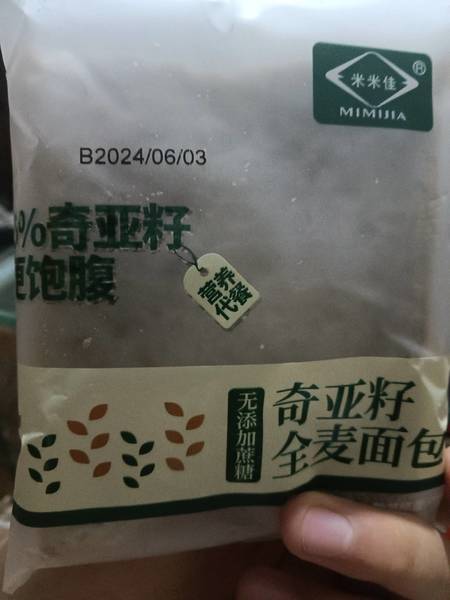 米米佳
®
MIMIJIA
B2024/06/03
%奇亚籽
更饱腹
营养
代餐
无添加蔗糖
奇亚籽
全麦面包